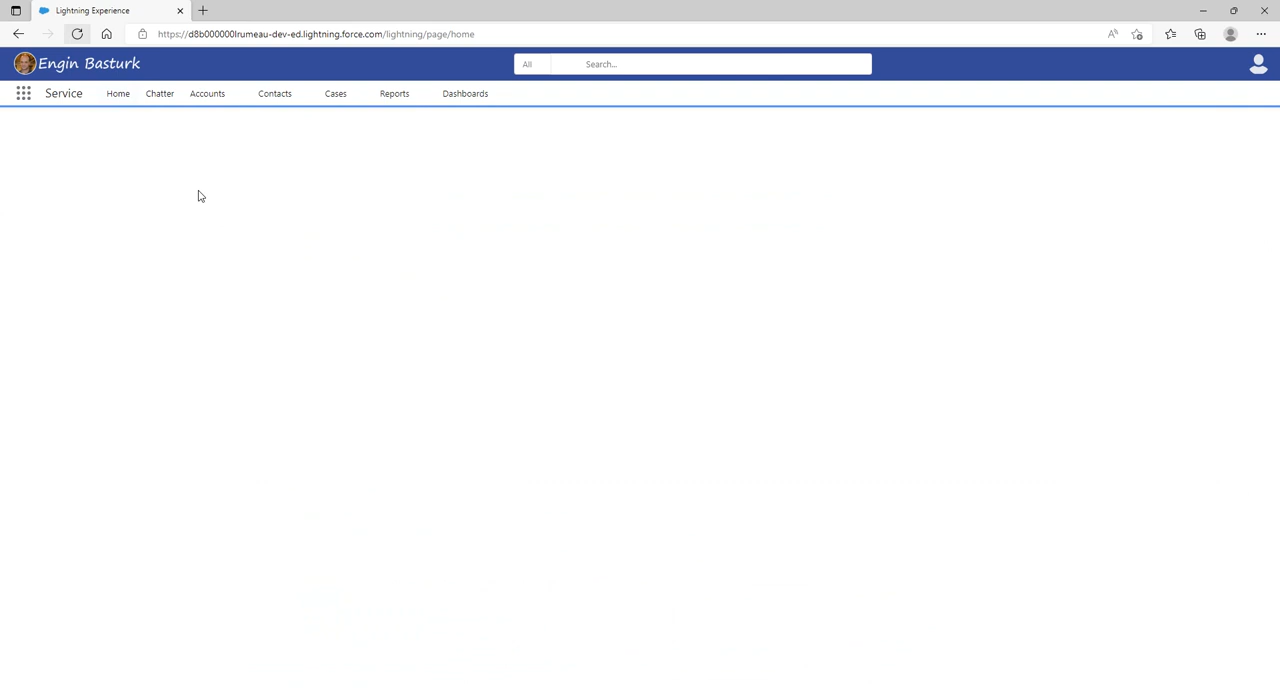 Lightning Experience
https://d8b000000lrumeau-dev-ed.lightning.force.com/lightning/page/home
Engin Basturk
All Search...
Service Home Chatter Accounts Contacts Cases Reports Dashboards